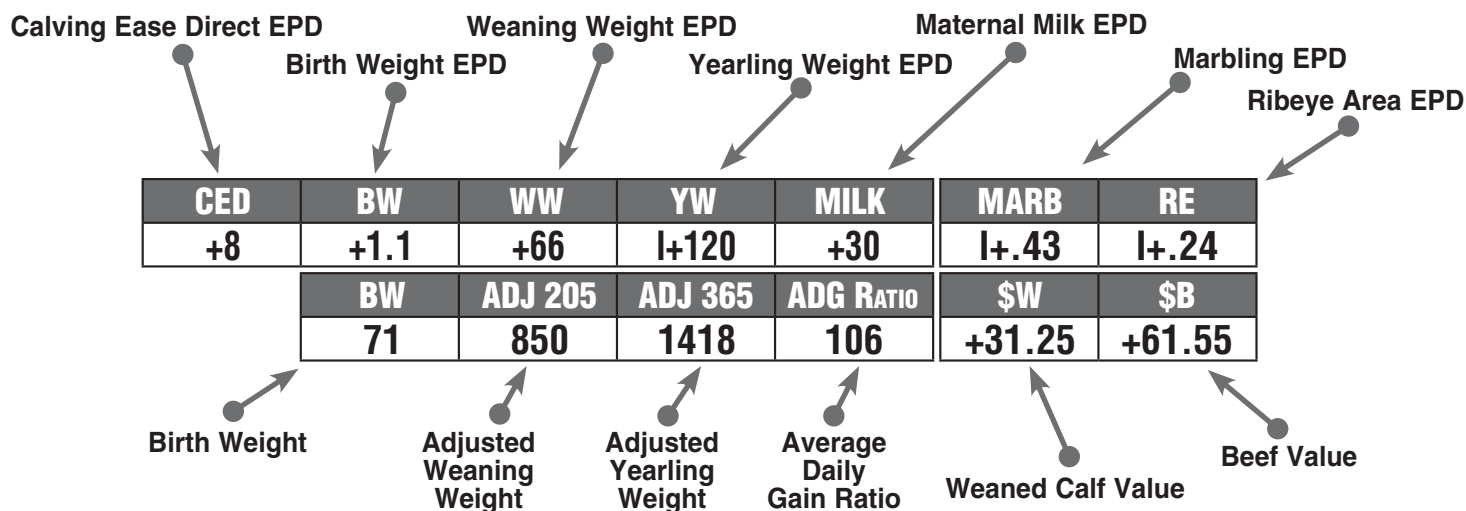 Calving Ease Direct EPD
Birth Weight EPD
Weaning Weight EPD
Yearling Weight EPD
Maternal Milk EPD
Marbling EPD
Ribeye Area EPD
CED BW WW YW MILK MARB RE
+8 +1.1 +66 I+120 +30 I+.43 I+.24
BW ADJ 205 ADJ 365 ADG RATIO $W $B
71 850 1418 106 +31.25 +61.55
Birth Weight
Adjusted
Weaning
Weight
Adjusted
Yearling
Weight
Average
Daily
Gain Ratio
Weaned Calf Value
Beef Value